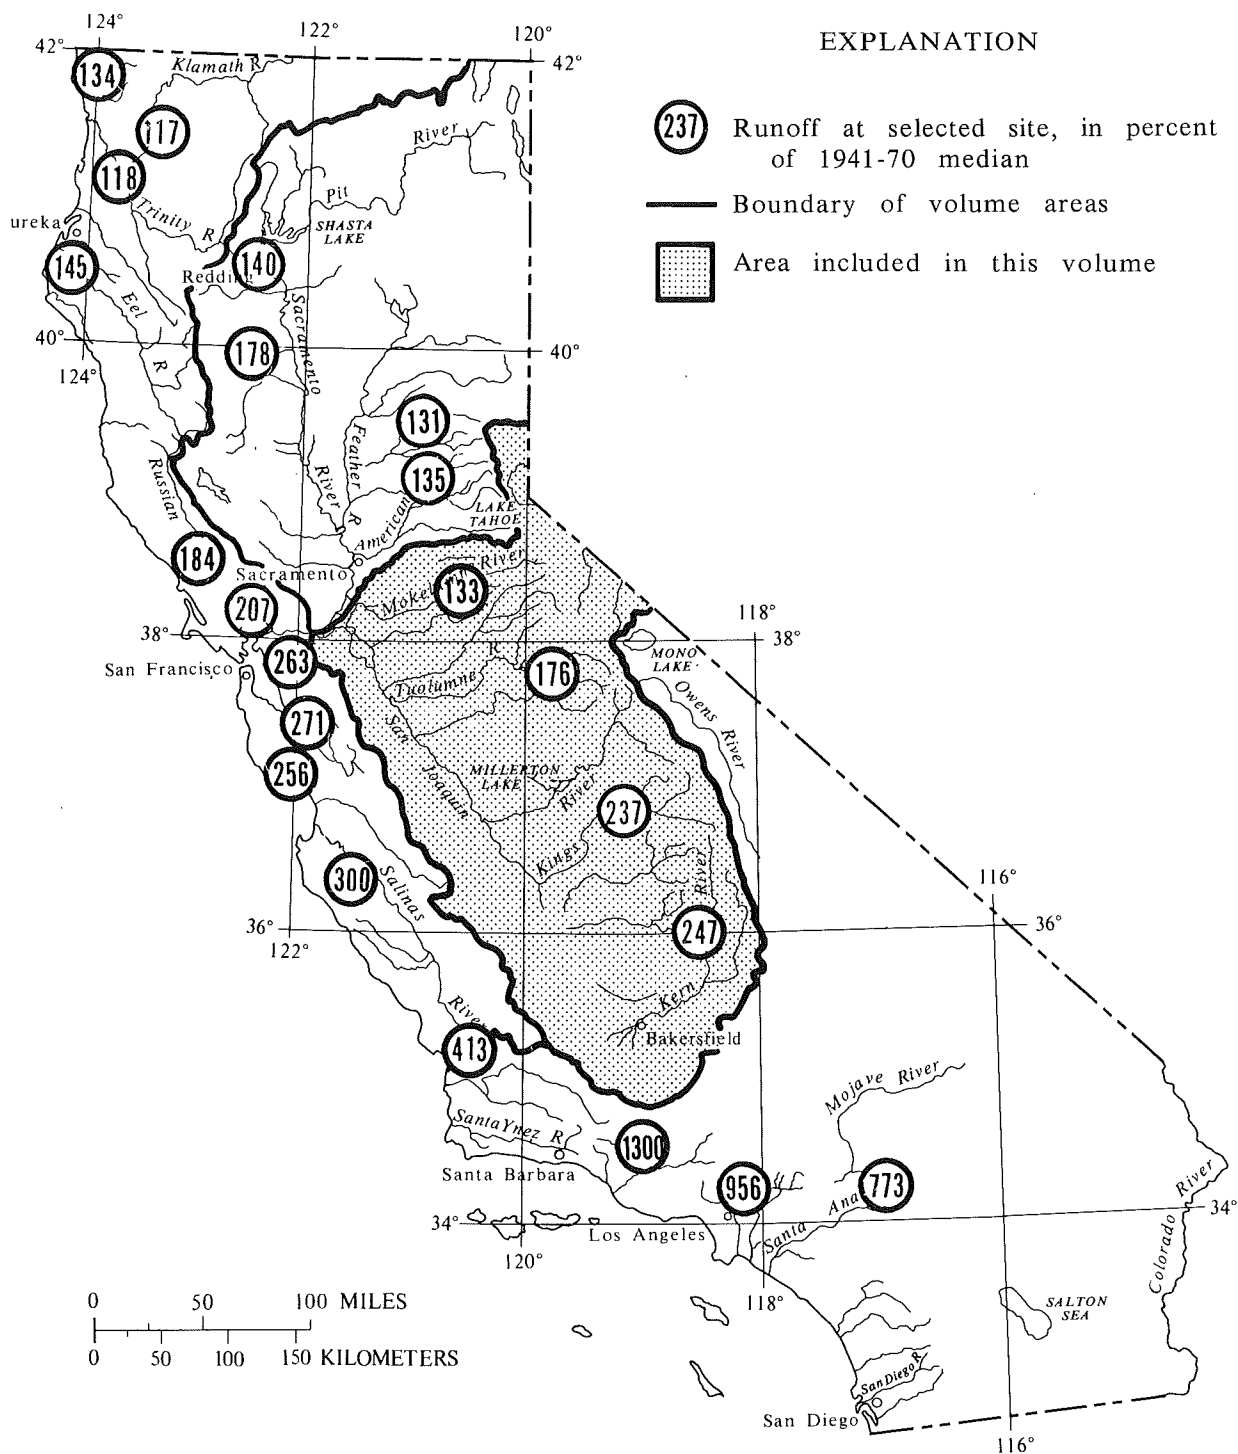 124°
122°
120°
42°
42°
EXPLANATION
134
Klamath R
117
237 Runoff at selected site, in percent
of 1941-70 median
River
118
Pit
Boundary of volume areas
Trinity R
ureka
SHASTA
LAKE
145
140
Redding
Area included in this volume
Eel
R
Sacramento
River
40°
40°
124°
178
131
Feather
R
135
American
LAKE
TAHOE
Russian
184
Sacramento
Mokelumne River
133
207
118°
38°
38°
263
San Francisco
MONO
LAKE
R
Tuolumne
176
Owens River
271
San
Joaquin
256
MILLERTON
LAKE
River
237
Kings
300
Salinas
River
116°
36°
36°
122°
247
River
Kern
413
Bakersfield
Mojave River
Santa Ynez R
1300
Santa Barbara
956
773
River
Colorado
Santa Ana
34°
34°
Los Angeles
120°
118°
0 50 100 MILES
0 50 100 150 KILOMETERS
SALTON
SEA
San Diego R
San Diego
116°